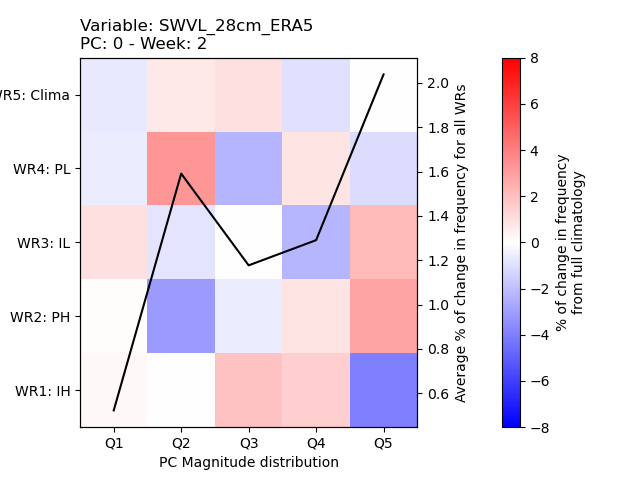 Variable: SWVL_28cm_ERA5
PC: 0 - Week: 2
WR5: Clima
WR4: PL
WR3: IL
WR2: PH
WR1: IH
Q1 Q2 Q3 Q4 Q5
PC Magnitude distribution
2.0
1.8
1.6
1.4
1.2
1.0
0.8
0.6
Average % of change in frequency for all WRs
8
6
4
2
0
−2
−4
−6
−8
% of change in frequency
from full climatology